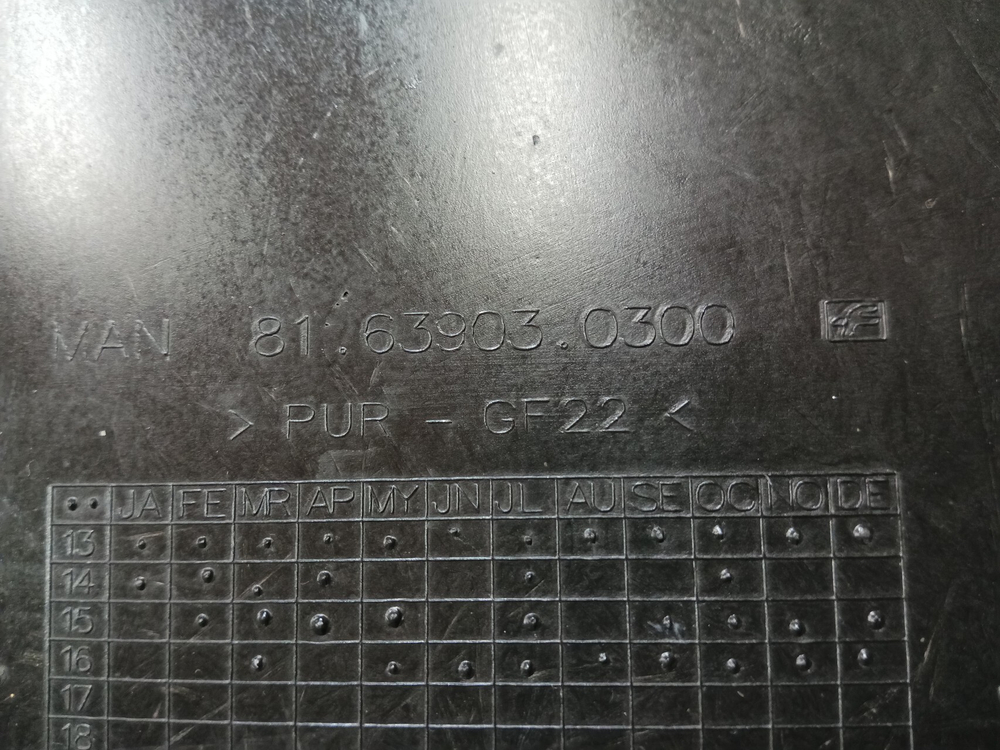 MAN 81.63903.0300
> PUR - GF22 <
JA FE MR AP MY JN JL AU SE OC NO DE
13
14
15
16
17
18